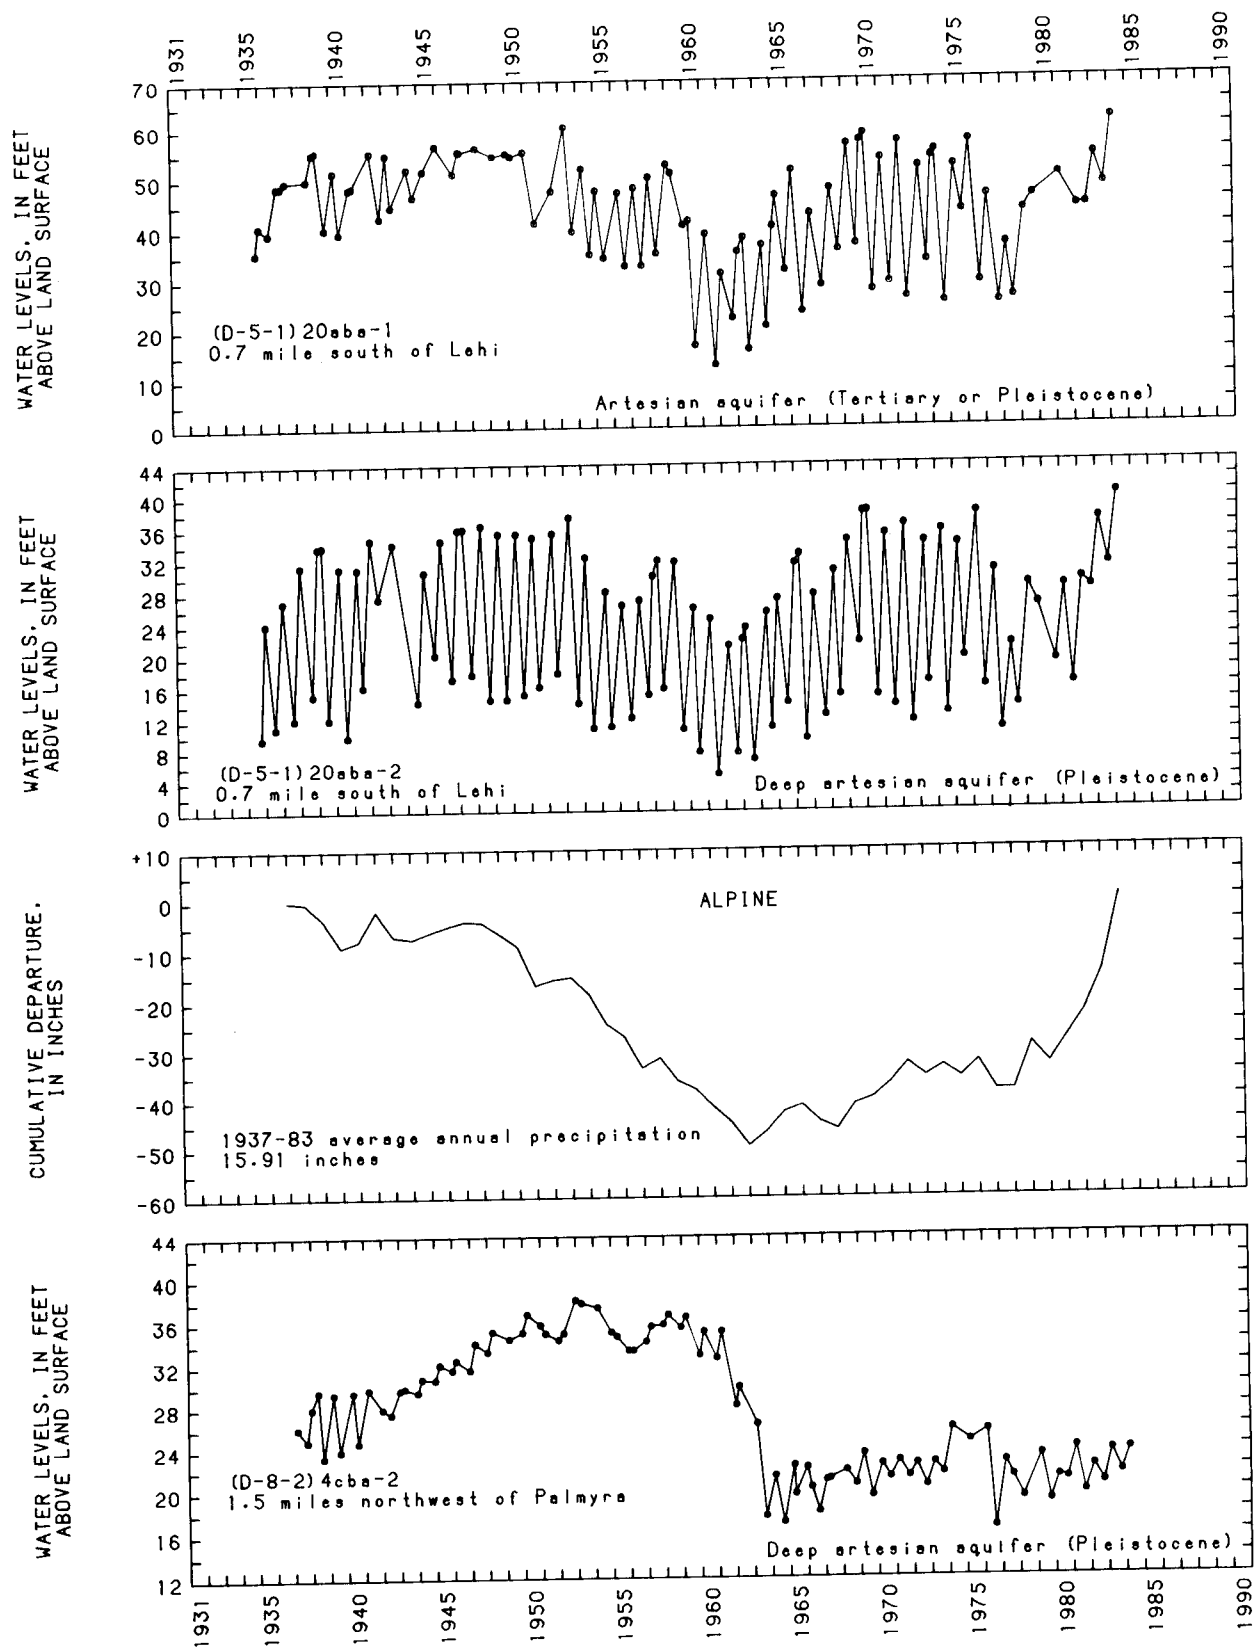 1931 1935 1940 1945 1950 1955 1960 1965 1970 1975 1980 1985 1990
WATER LEVELS, IN FEET
ABOVE LAND SURFACE
70
60
50
40
30
20
10
0
(D-5-1)20aba-1
0.7 mile south of Lehi
Artesian aquifer (Tertiary or Pleistocene)
WATER LEVELS, IN FEET
ABOVE LAND SURFACE
44
40
36
32
28
24
20
16
12
8
4
0
(D-5-1)20aba-2
0.7 mile south of Lehi
Deep artesian aquifer (Pleistocene)
CUMULATIVE DEPARTURE,
IN INCHES
+10
0
-10
-20
-30
-40
-50
-60
ALPINE
1937-83 average annual precipitation
15.91 inches
WATER LEVELS, IN FEET
ABOVE LAND SURFACE
44
40
36
32
28
24
20
16
12
(D-8-2)4cba-2
1.5 miles northwest of Palmyra
Deep artesian aquifer (Pleistocene)
1931 1935 1940 1945 1950 1955 1960 1965 1970 1975 1980 1985 1990